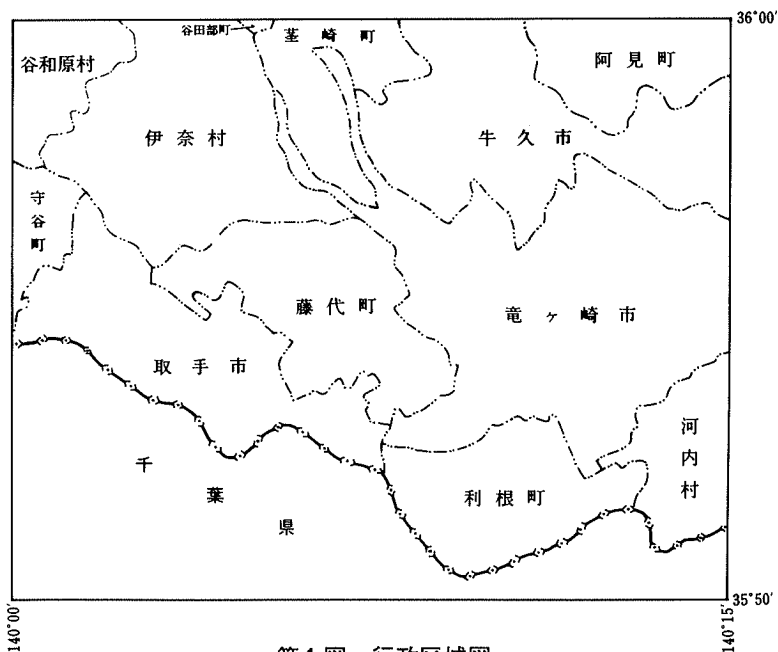 36°00′
谷田部町
茎崎町
谷和原村
阿見町
伊奈村
牛久市
守谷町
藤代町
竜ヶ崎市
取手市
河内村
千葉県
利根町
35°50′
140°00′
140°15′
第1図 行政区域図